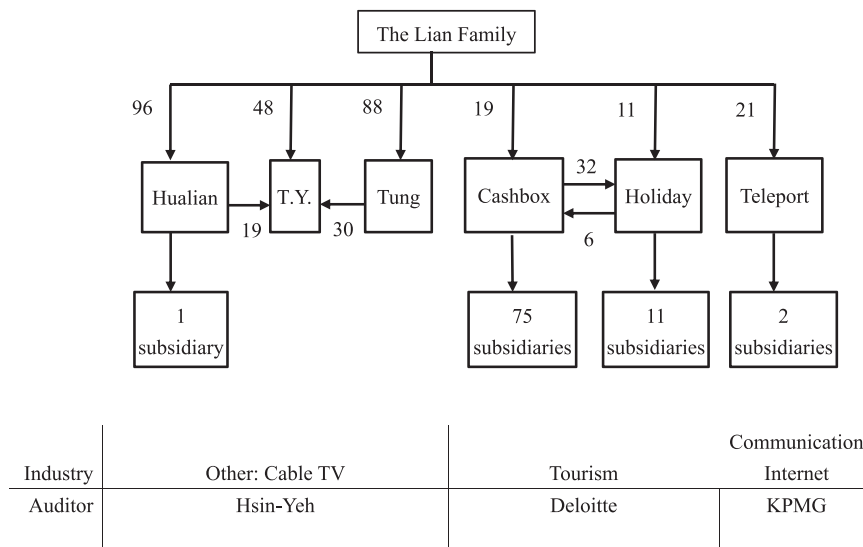 The Lian Family
96
48
88
19
11
21
Hualian
T.Y.
Tung
Cashbox
32
Holiday
Teleport
19
30
6
1
subsidiary
75
subsidiaries
11
subsidiaries
2
subsidiaries
Communication
Industry Other: Cable TV Tourism Internet
Auditor Hsin-Yeh Deloitte KPMG